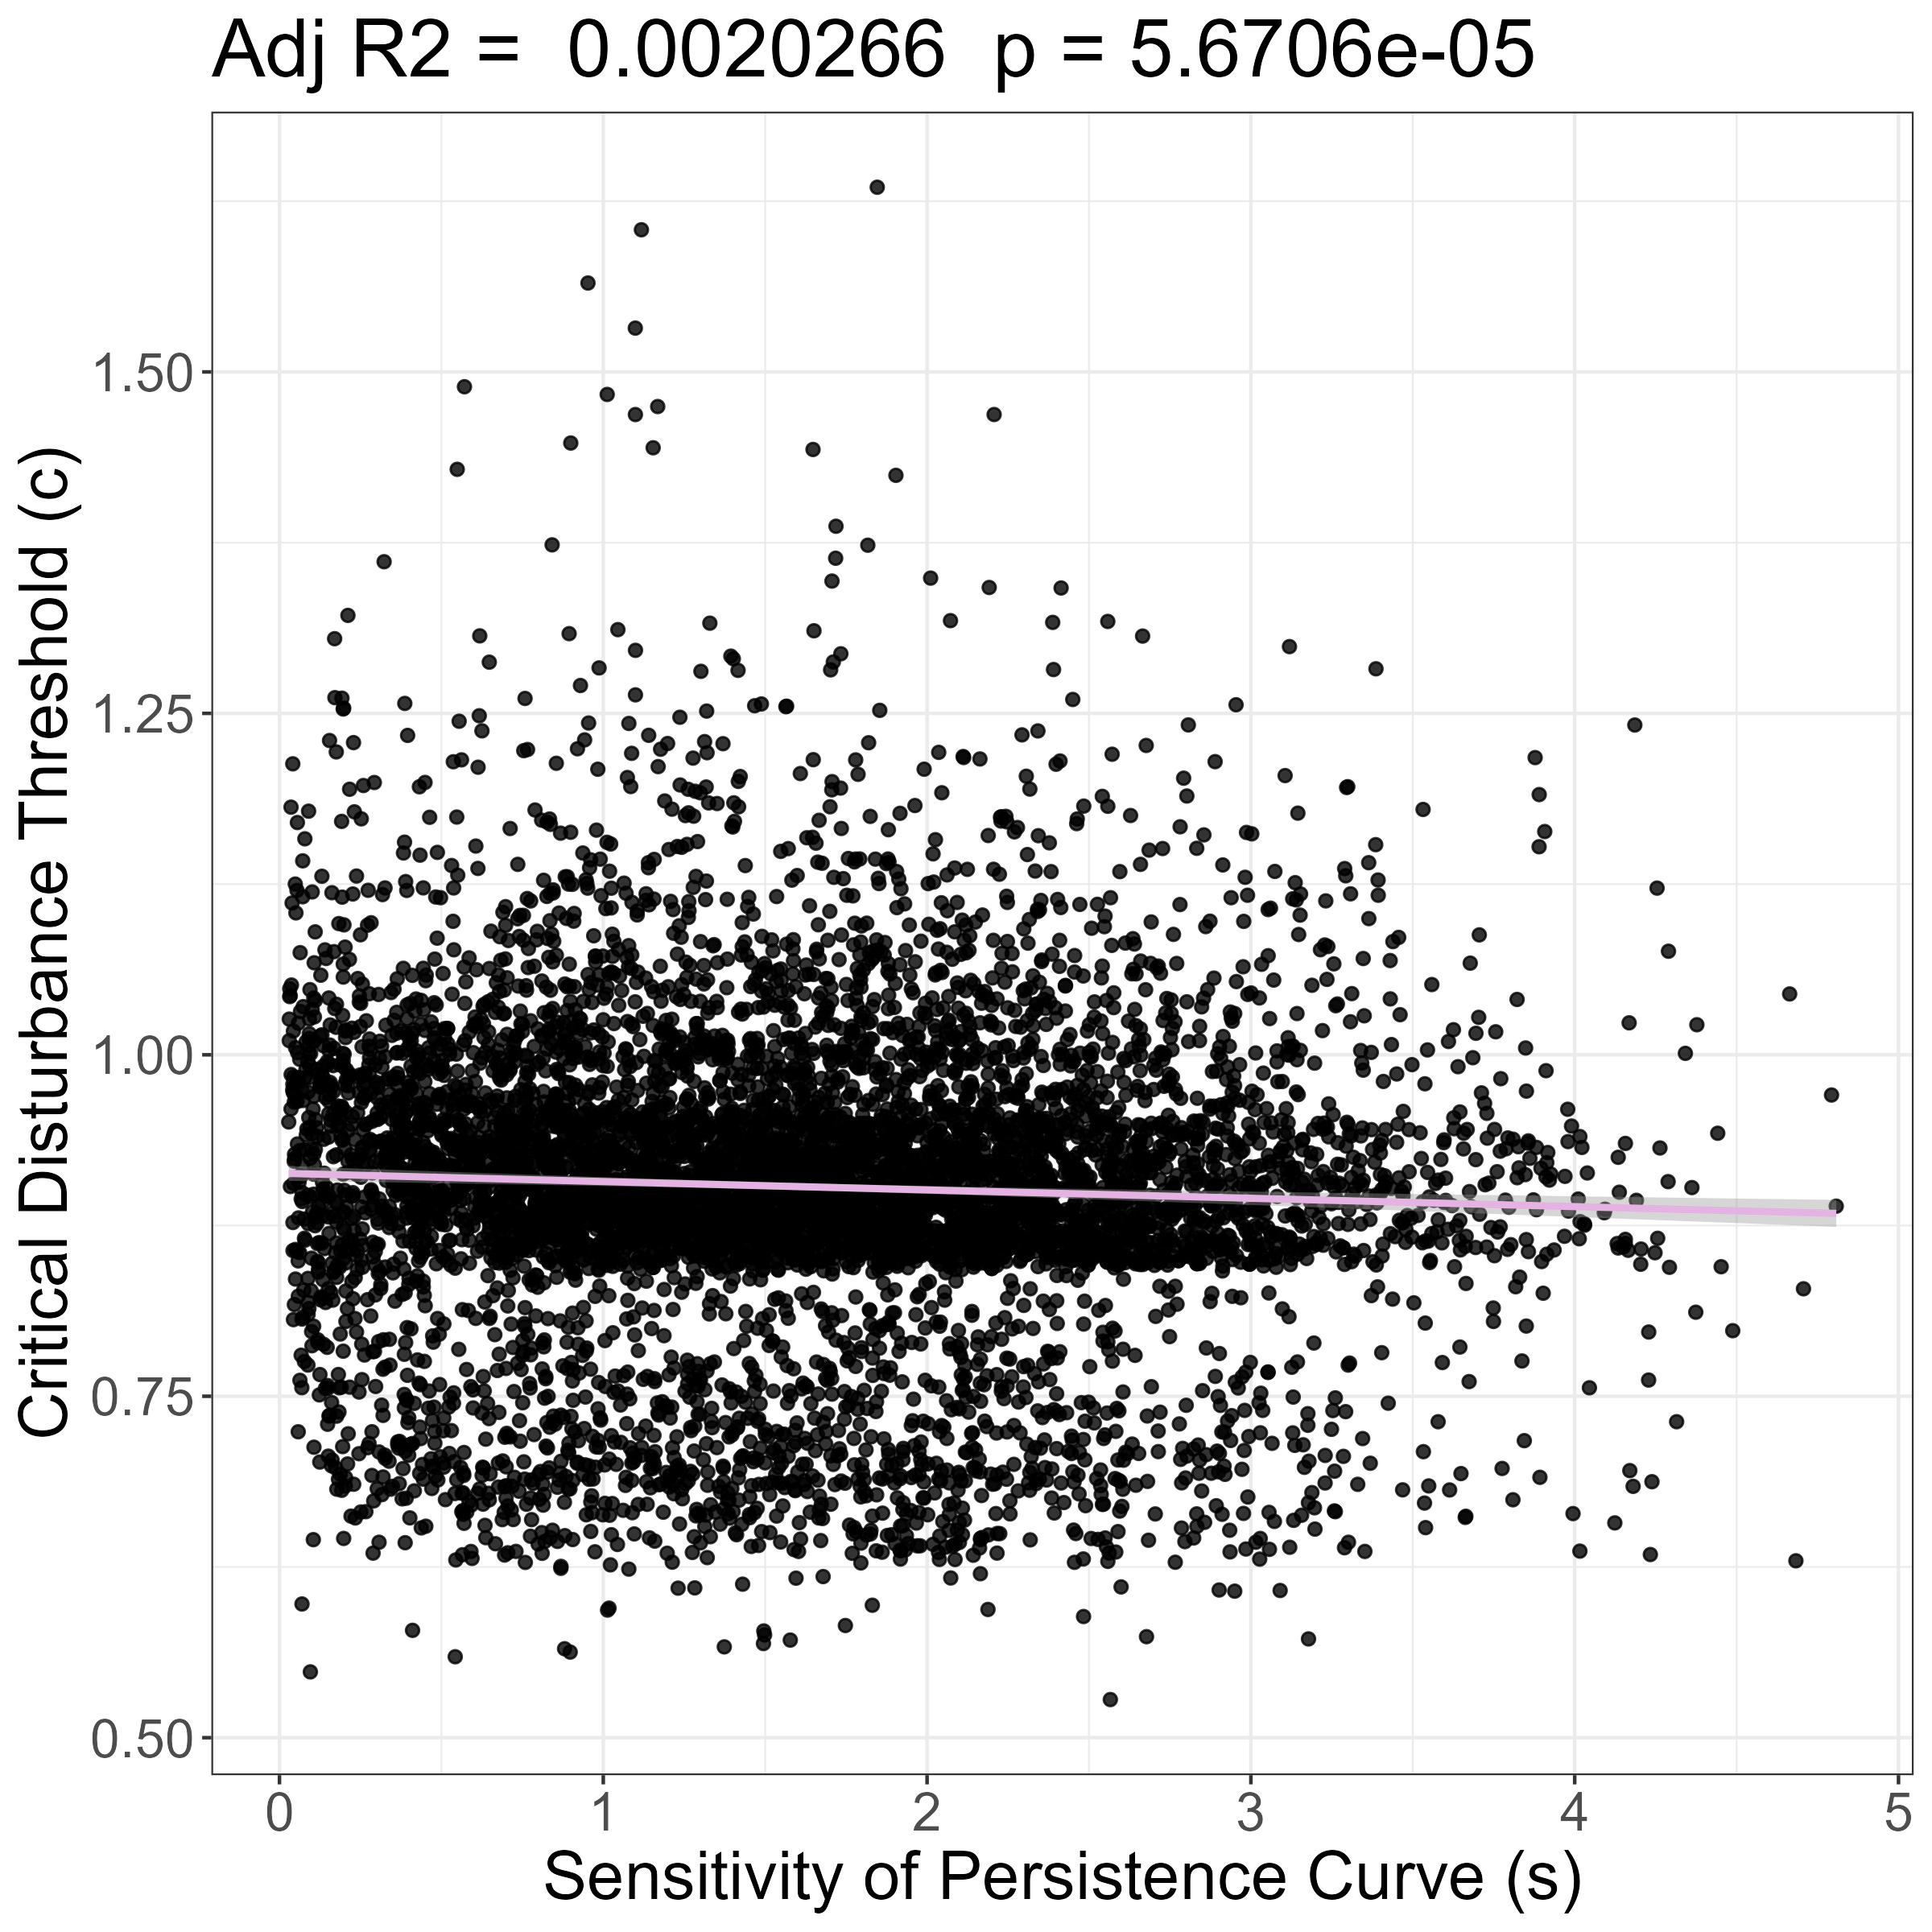 Adj R2 =  0.0020266  p = 5.6706e-05
Critical Disturbance Threshold (c)
1.50
1.25
1.00
0.75
0.50
0 1 2 3 4 5
Sensitivity of Persistence Curve (s)